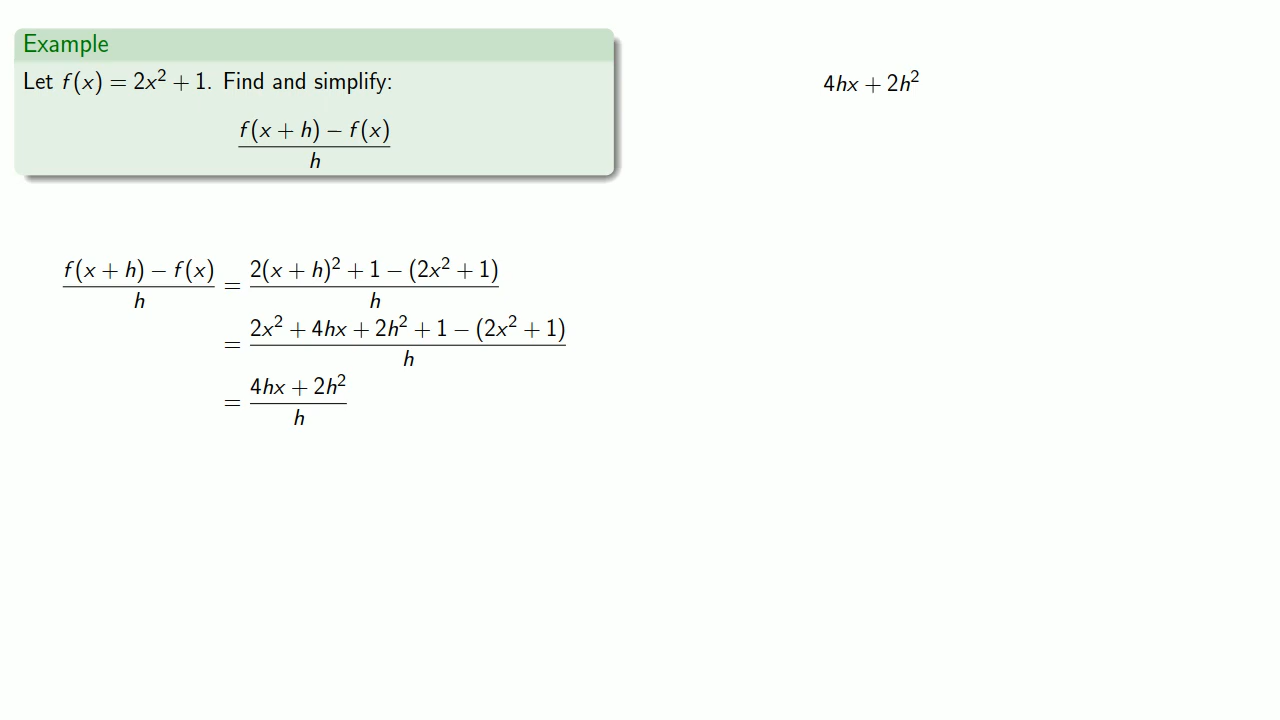 Example
Let f(x) = 2x² + 1. Find and simplify:
f(x + h) − f(x)
h
4hx + 2h²
f(x + h) − f(x)
h
= 2(x + h)² + 1 − (2x² + 1)
h
= 2x² + 4hx + 2h² + 1 − (2x² + 1)
h
= 4hx + 2h²
h